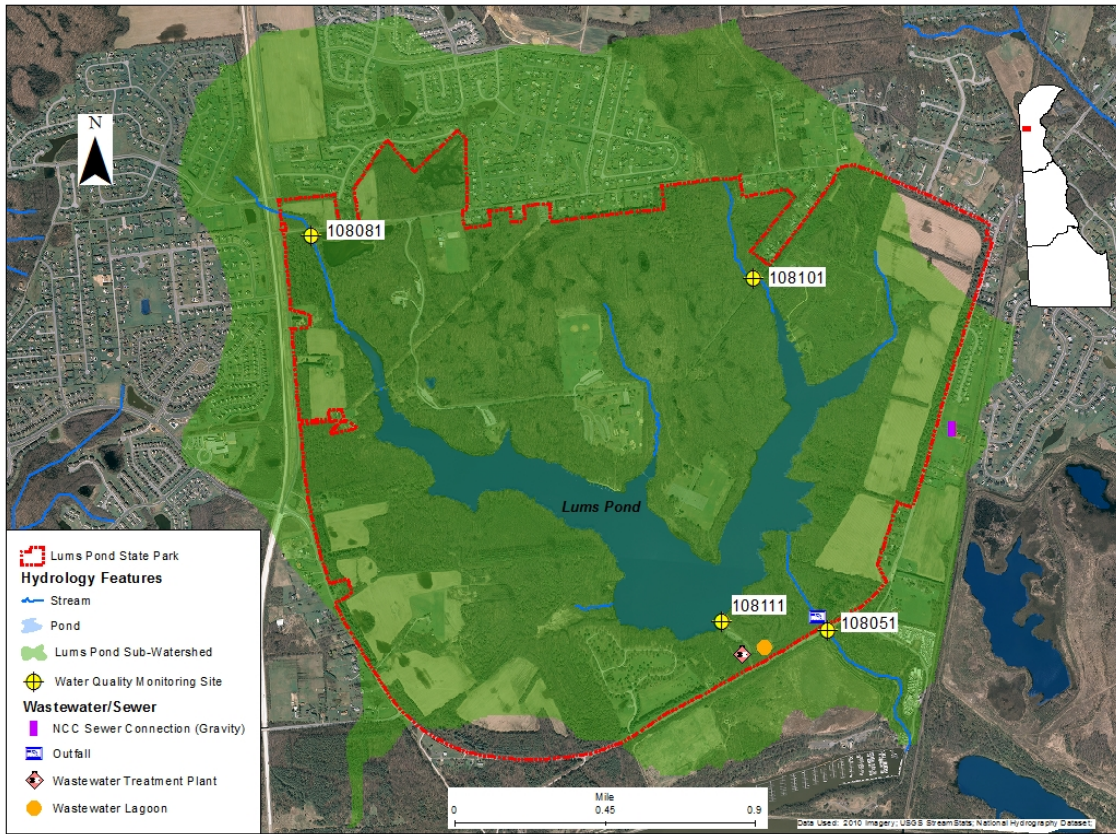 N
108081
108101
Lums Pond
108111
108051
Lums Pond State Park
Hydrology Features
Stream
Pond
Lums Pond Sub-Watershed
Water Quality Monitoring Site
Wastewater/Sewer
NCC Sewer Connection (Gravity)
Outfall
Wastewater Treatment Plant
Wastewater Lagoon
Mile
0 0.45 0.9
Data Used: 2010 Imagery; USGS StreamStats; National Hydrography Dataset;